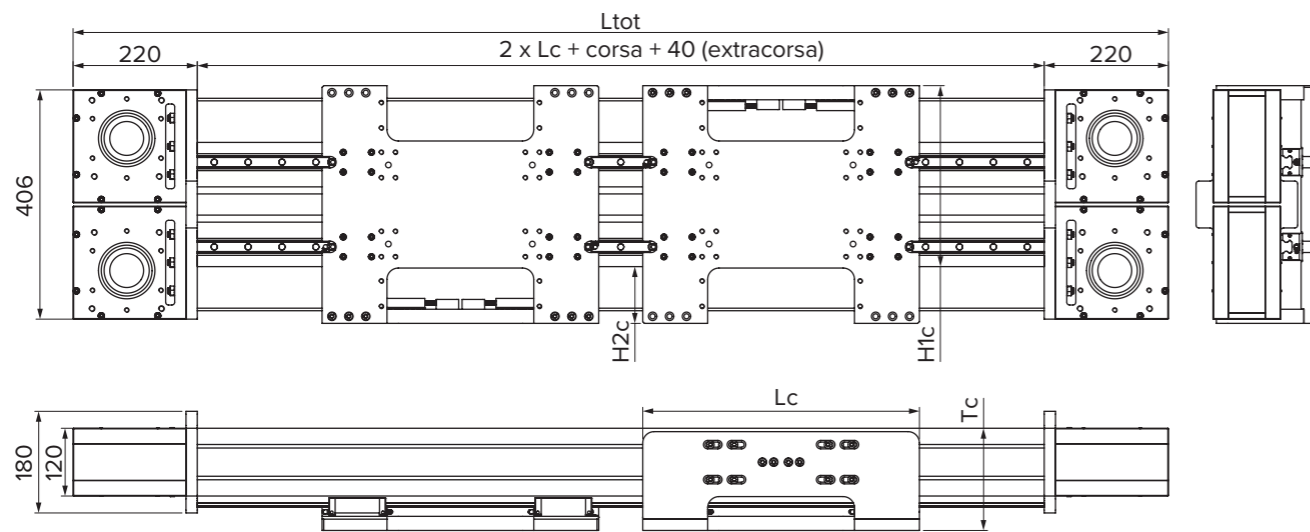 Ltot
2 x Lc + corsa + 40 (extracorsa)
220
220
406
H2c
H1c
Lc
Tc
180
120